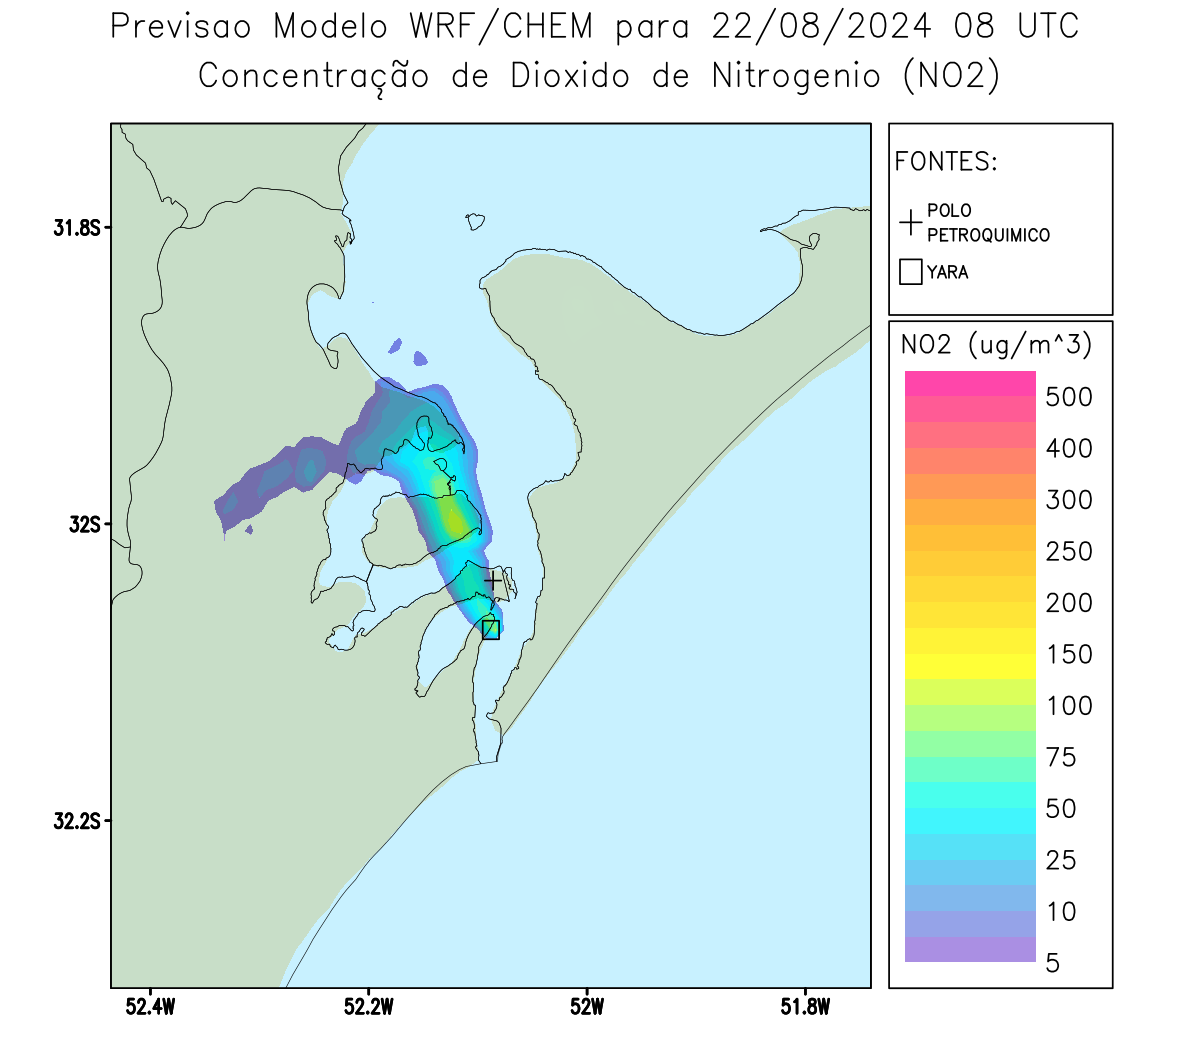 Previsao Modelo WRF/CHEM para 22/08/2024 08 UTC
Concentração de Dioxido de Nitrogenio (NO2)
FONTES:
POLO
PETROQUIMICO
YARA
NO2 (ug/m^3)
500
400
300
250
200
150
100
75
50
25
10
5
31.8S
32S
32.2S
52.4W
52.2W
52W
51.8W